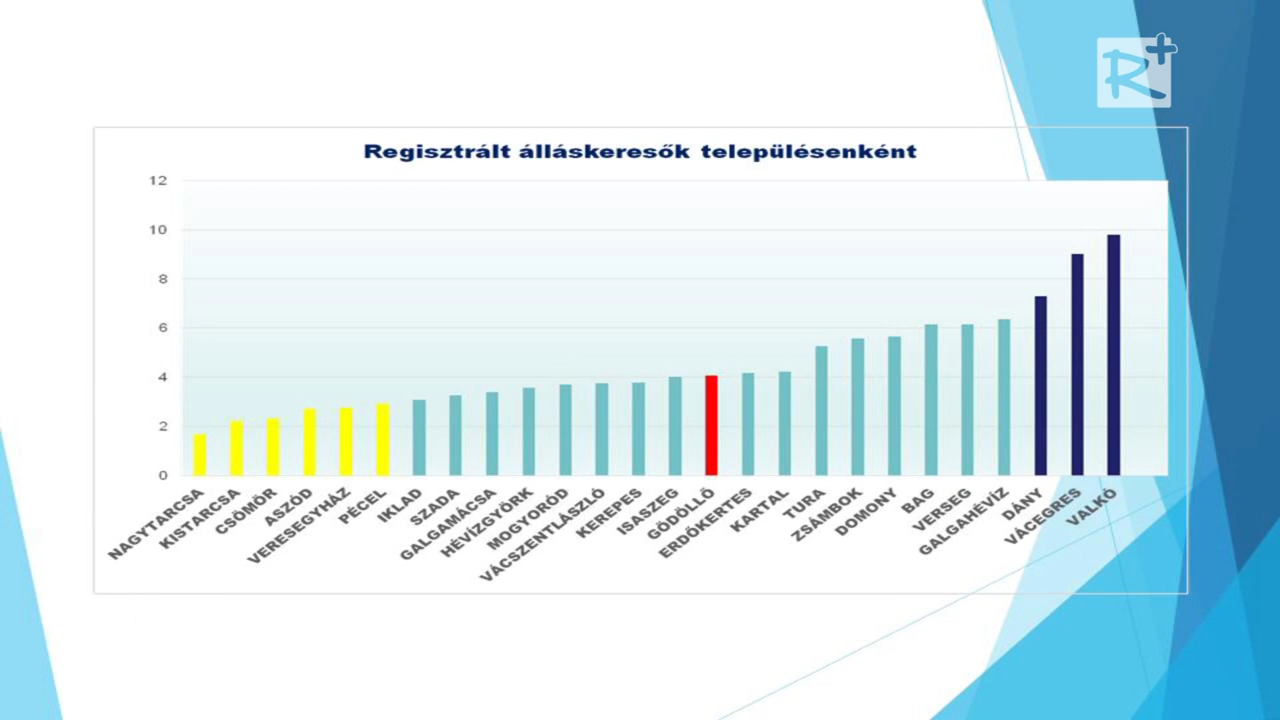 R+
Regisztrált álláskeresők településenként
12
10
8
6
4
2
0
NAGYTARCSA
KISTARCSA
CSÖMÖR
ASZÓD
VERESEGYHÁZ
PÉCEL
IKLAD
SZADA
GALGAMÁCSA
HÉVÍZGYÖRK
MOGYORÓD
VÁCSZENTLÁSZLÓ
KEREPES
ISASZEG
GÖDÖLLŐ
ERDŐKERTES
KARTAL
TURA
ZSÁMBOK
DOMONY
BAG
VERSEG
GALGAHÉVÍZ
DÁNY
VÁCEGRES
VALKÓ